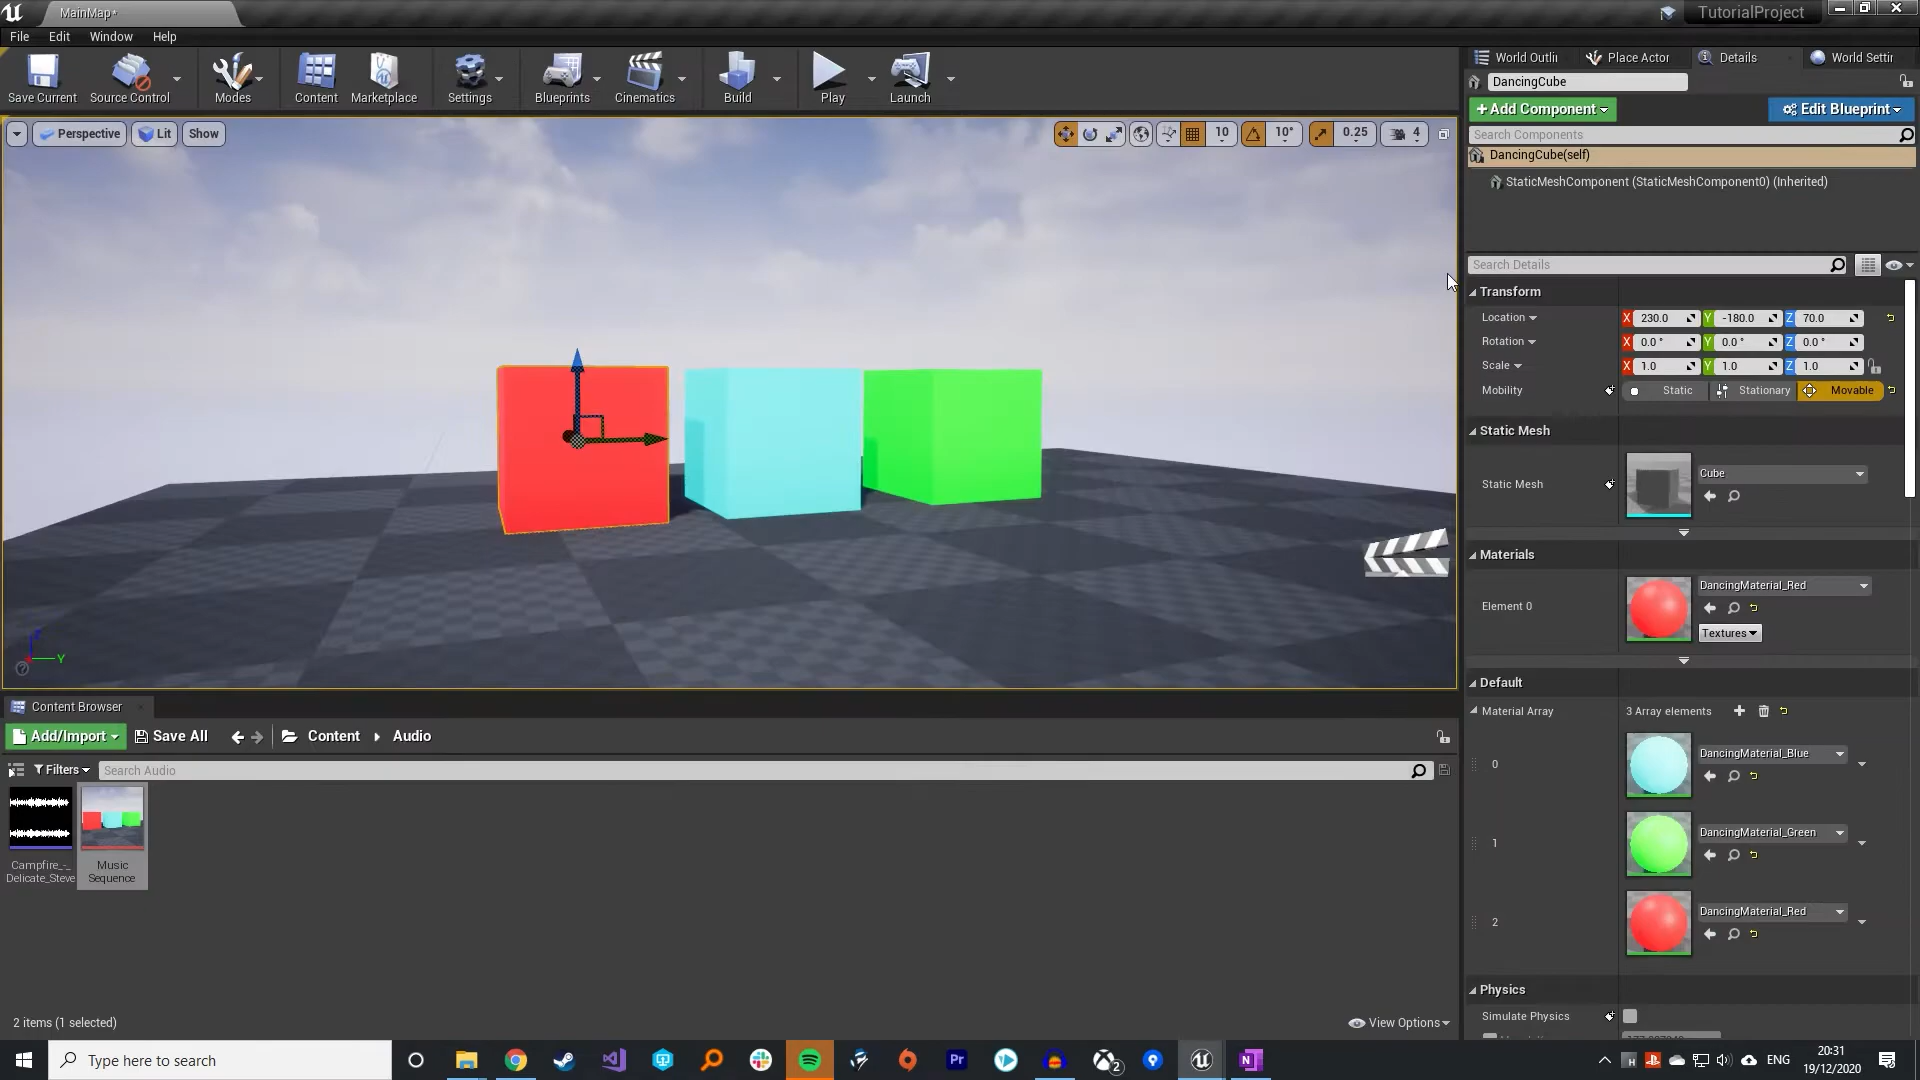 MainMap*
TutorialProject
File Edit Window Help
Save Current Source Control Modes Content Marketplace Settings Blueprints Cinematics Build Play Launch
World Outli Place Actor Details World Settir
DancingCube
+Add Component Edit Blueprint
Search Components
DancingCube(self)
StaticMeshComponent (StaticMeshComponent0) (Inherited)
Perspective Lit Show 10 10° 0.25 4
Search Details
Transform
Location X 230.0 Y -180.0 Z 70.0
Rotation X 0.0 ° Y 0.0 ° Z 0.0 °
Scale X 1.0 Y 1.0 Z 1.0
Mobility Static Stationary Movable
Static Mesh
Static Mesh Cube
Materials
Element 0 DancingMaterial_Red
Textures
Default
Material Array 3 Array elements
0 DancingMaterial_Blue
1 DancingMaterial_Green
2 DancingMaterial_Red
Physics
Simulate Physics
Z
Y
Content Browser
Add/Import Save All Content Audio
Filters Search Audio
Campfire_-_
Delicate_Steve
Music
Sequence
2 items (1 selected) View Options
Type here to search
Pr
2
N
ENG
20:31
19/12/2020